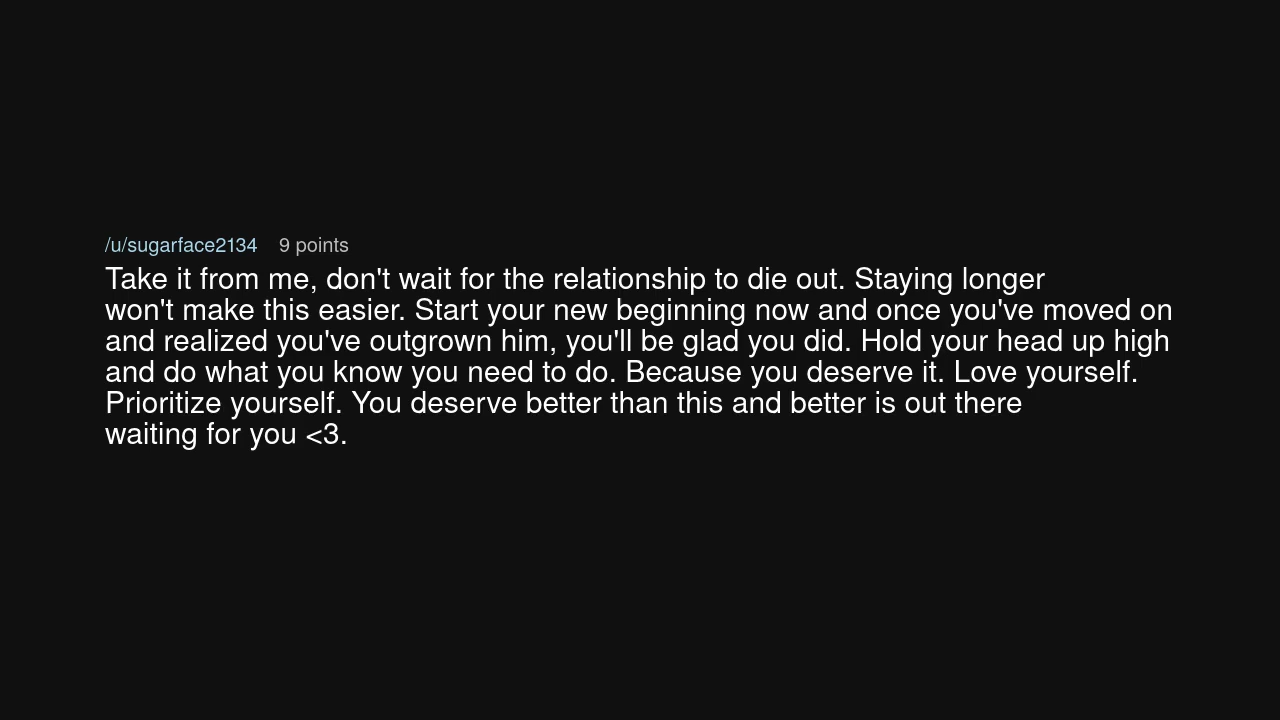 /u/sugarface2134 9 points
Take it from me, don't wait for the relationship to die out. Staying longer
won't make this easier. Start your new beginning now and once you've moved on
and realized you've outgrown him, you'll be glad you did. Hold your head up high
and do what you know you need to do. Because you deserve it. Love yourself.
Prioritize yourself. You deserve better than this and better is out there
waiting for you <3.